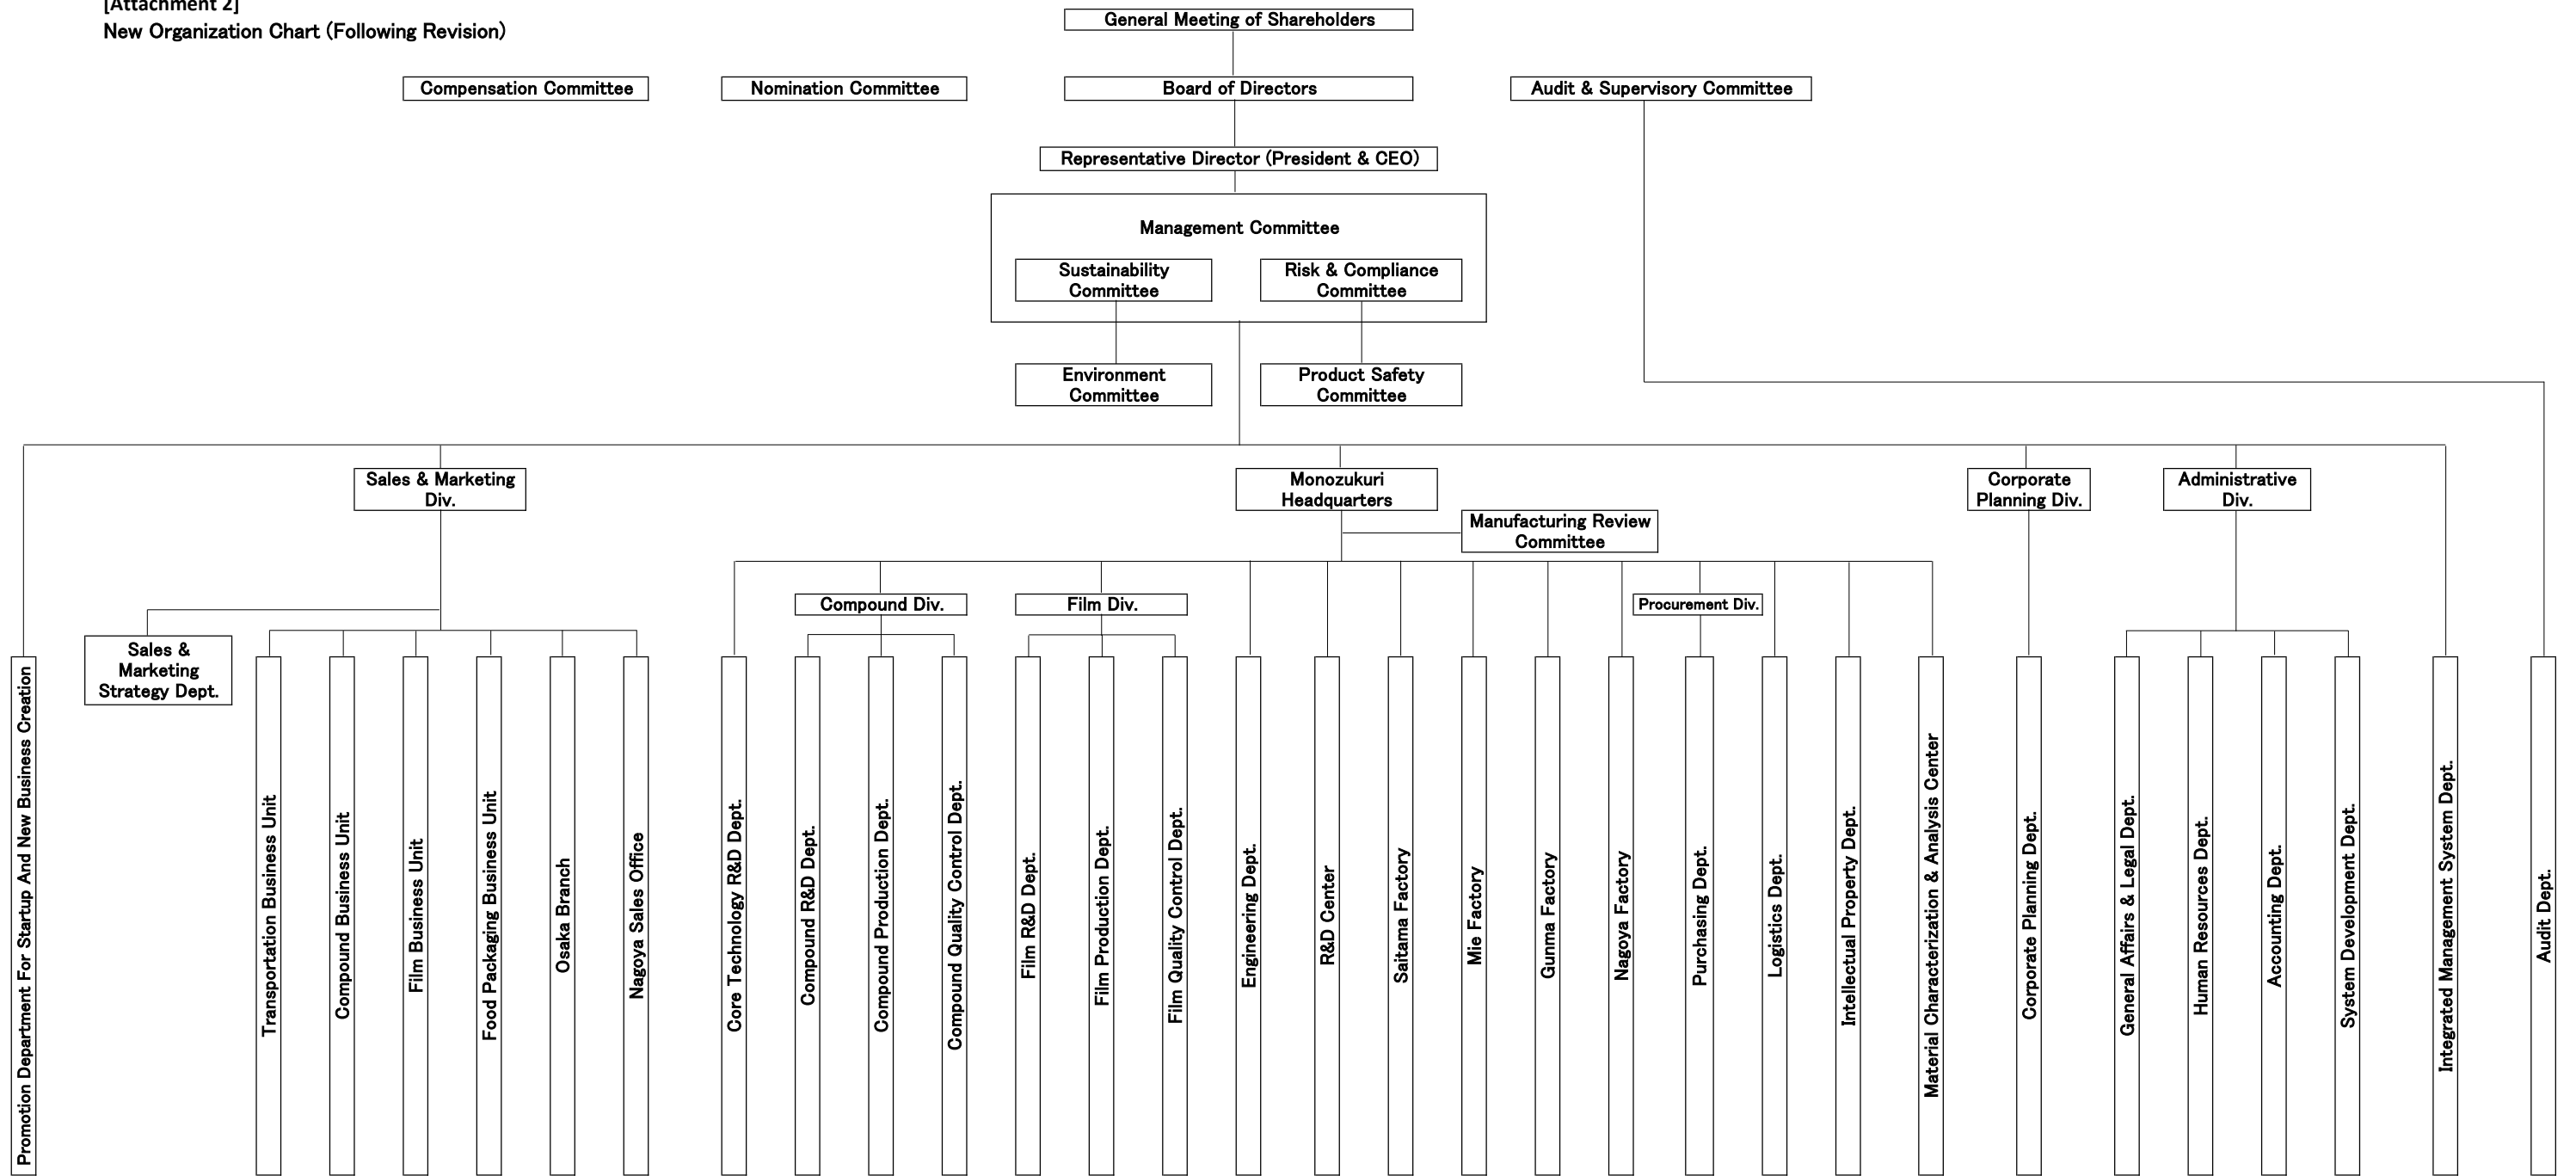 [Attachment 2]
New Organization Chart (Following Revision)
General Meeting of Shareholders
Compensation Committee
Nomination Committee
Board of Directors
Audit & Supervisory Committee
Representative Director (President & CEO)
Management Committee
Sustainability
Committee
Risk & Compliance
Committee
Environment
Committee
Product Safety
Committee
Sales & Marketing
Div.
Monozukuri
Headquarters
Corporate
Planning Div.
Administrative
Div.
Manufacturing Review
Committee
Compound Div.
Film Div.
Procurement Div.
Sales &
Marketing
Strategy Dept.
Promotion Department For Startup And New Business Creation
Transportation Business Unit
Compound Business Unit
Film Business Unit
Food Packaging Business Unit
Osaka Branch
Nagoya Sales Office
Core Technology R&D Dept.
Compound R&D Dept.
Compound Production Dept.
Compound Quality Control Dept.
Film R&D Dept.
Film Production Dept.
Film Quality Control Dept.
Engineering Dept.
R&D Center
Saitama Factory
Mie Factory
Gunma Factory
Nagoya Factory
Purchasing Dept.
Logistics Dept.
Intellectual Property Dept.
Material Characterization & Analysis Center
Corporate Planning Dept.
General Affairs & Legal Dept.
Human Resources Dept.
Accounting Dept.
System Development Dept.
Integrated Management System Dept.
Audit Dept.